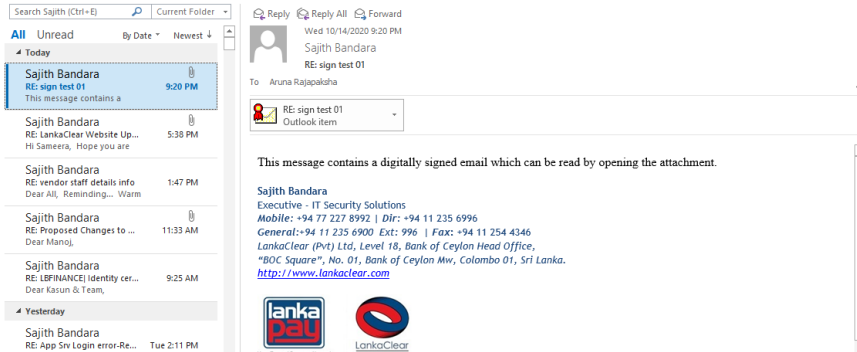 Search Sajith (Ctrl+E)
Current Folder
All Unread
By Date
Newest
Today
Sajith Bandara
RE: sign test 01
9:20 PM
This message contains a
Sajith Bandara
RE: LankaClear Website Up...
5:38 PM
Hi Sameera, Hope you are
Sajith Bandara
RE: vendor staff details info
1:47 PM
Dear All, Reminding... Warm
Sajith Bandara
RE: Proposed Changes to ...
11:33 AM
Dear Manoj,
Sajith Bandara
RE: LBFINANCE| Identity cer...
9:25 AM
Dear Kasun & Team,
Yesterday
Sajith Bandara
RE: App Srv Login error-Re...
Tue 2:11 PM
Reply Reply All Forward
Wed 10/14/2020 9:20 PM
Sajith Bandara
RE: sign test 01
To Aruna Rajapaksha
RE: sign test 01
Outlook item
This message contains a digitally signed email which can be read by opening the attachment.
Sajith Bandara
Executive - IT Security Solutions
Mobile: +94 77 227 8992 | Dir: +94 11 235 6996
General:+94 11 235 6900 Ext: 996 | Fax: +94 11 254 4346
LankaClear (Pvt) Ltd, Level 18, Bank of Ceylon Head Office,
“BOC Square”, No. 01, Bank of Ceylon Mw, Colombo 01, Sri Lanka.
http://www.lankaclear.com
lanka
pay
LankaClear